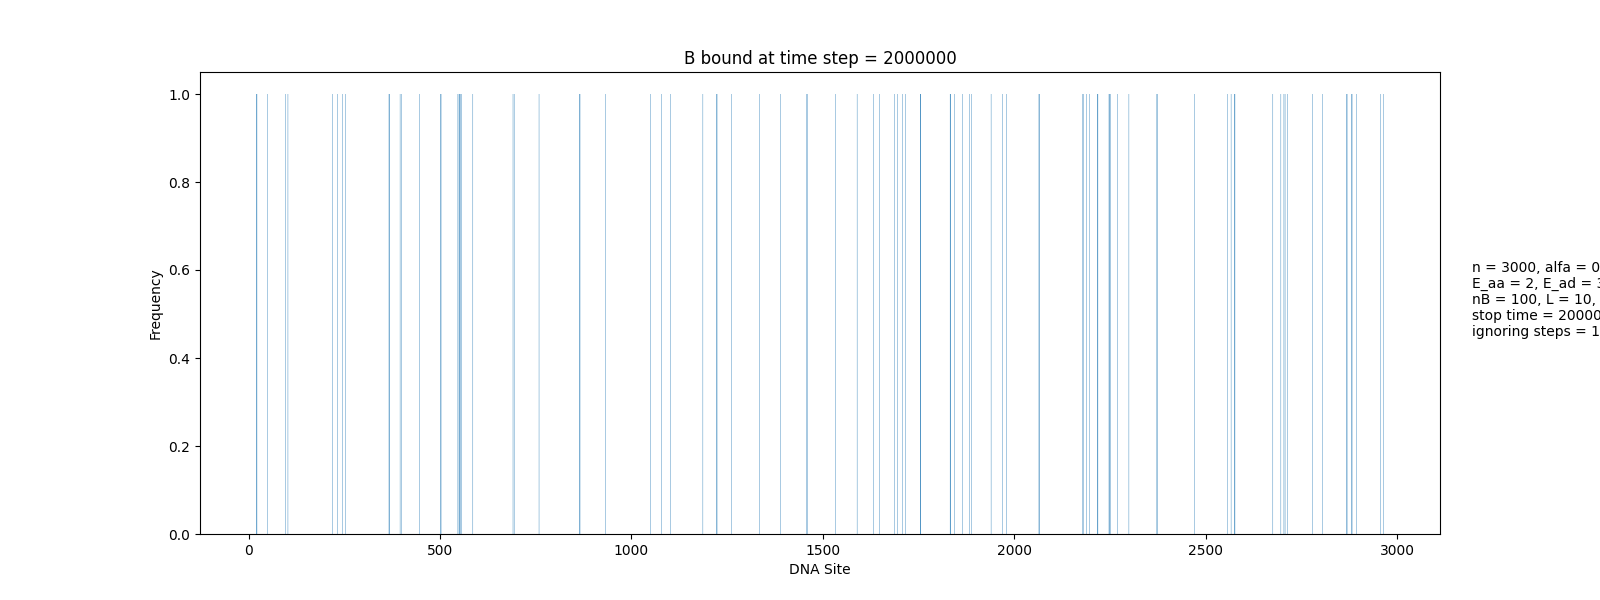 B bound at time step = 2000000
1.0
0.8
0.6
0.4
0.2
0.0
Frequency
0 500 1000 1500 2000 2500 3000
DNA Site
n = 3000, alfa = 0
E_aa = 2, E_ad = 3
nB = 100, L = 10,
stop time = 20000
ignoring steps = 1